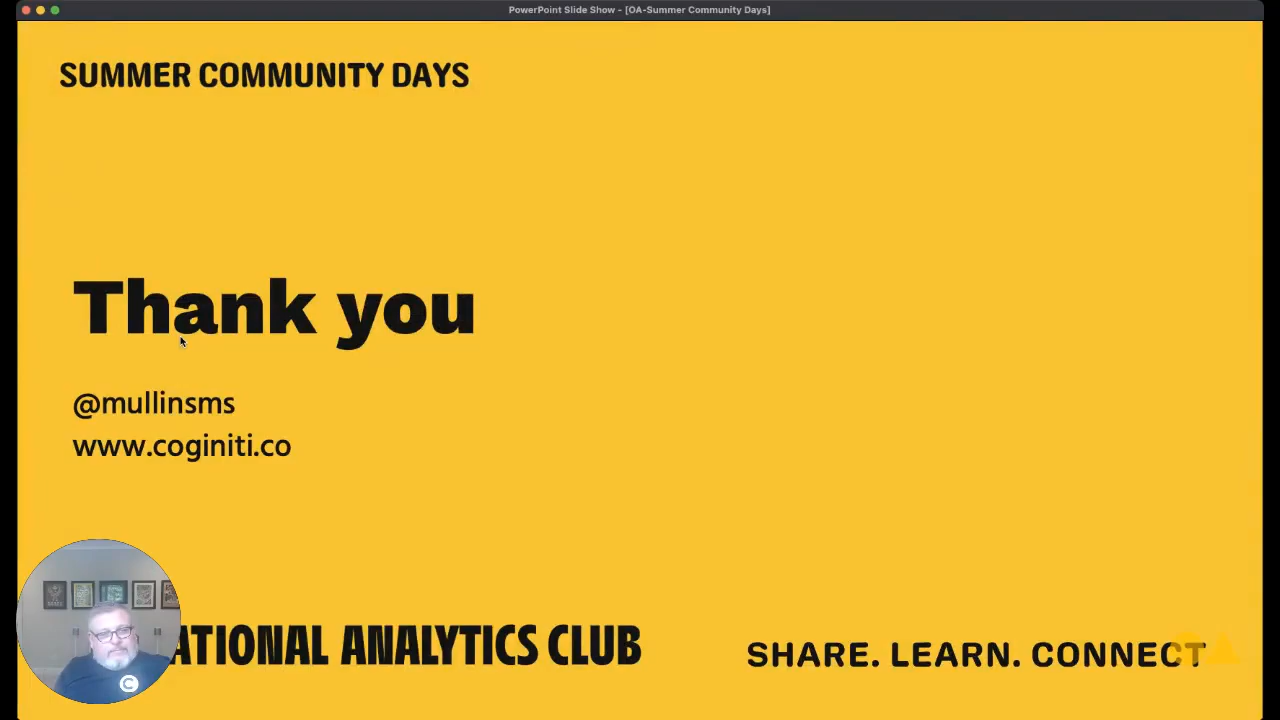 PowerPoint Slide Show - [OA-Summer Community Days]
SUMMER COMMUNITY DAYS
Thank you
@mullinsms
www.coginiti.co
ATIONAL ANALYTICS CLUB
SHARE. LEARN. CONNECT
C